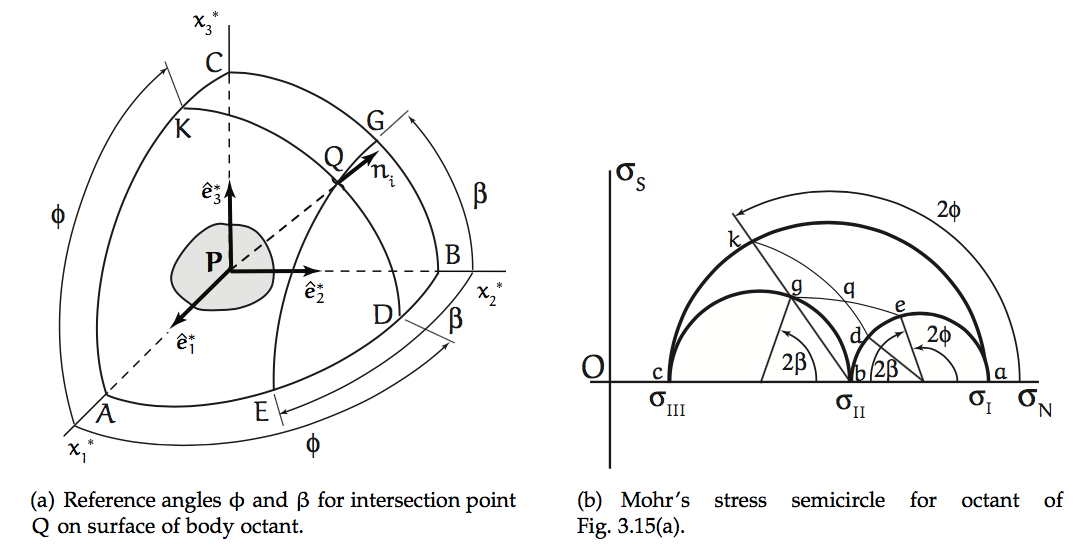 x₃*
C
K
G
Q
nᵢ
ê₃*
ϕ
β
P
B
ê₂*
x₂*
D
β
ê₁*
A
E
x₁*
ϕ
(a) Reference angles ϕ and β for intersection point
Q on surface of body octant.
σS
2ϕ
k
g
q
e
d
2β
2β
2ϕ
O
c
b
a
σIII
σII
σI
σN
(b) Mohr's stress semicircle for octant of
Fig. 3.15(a).